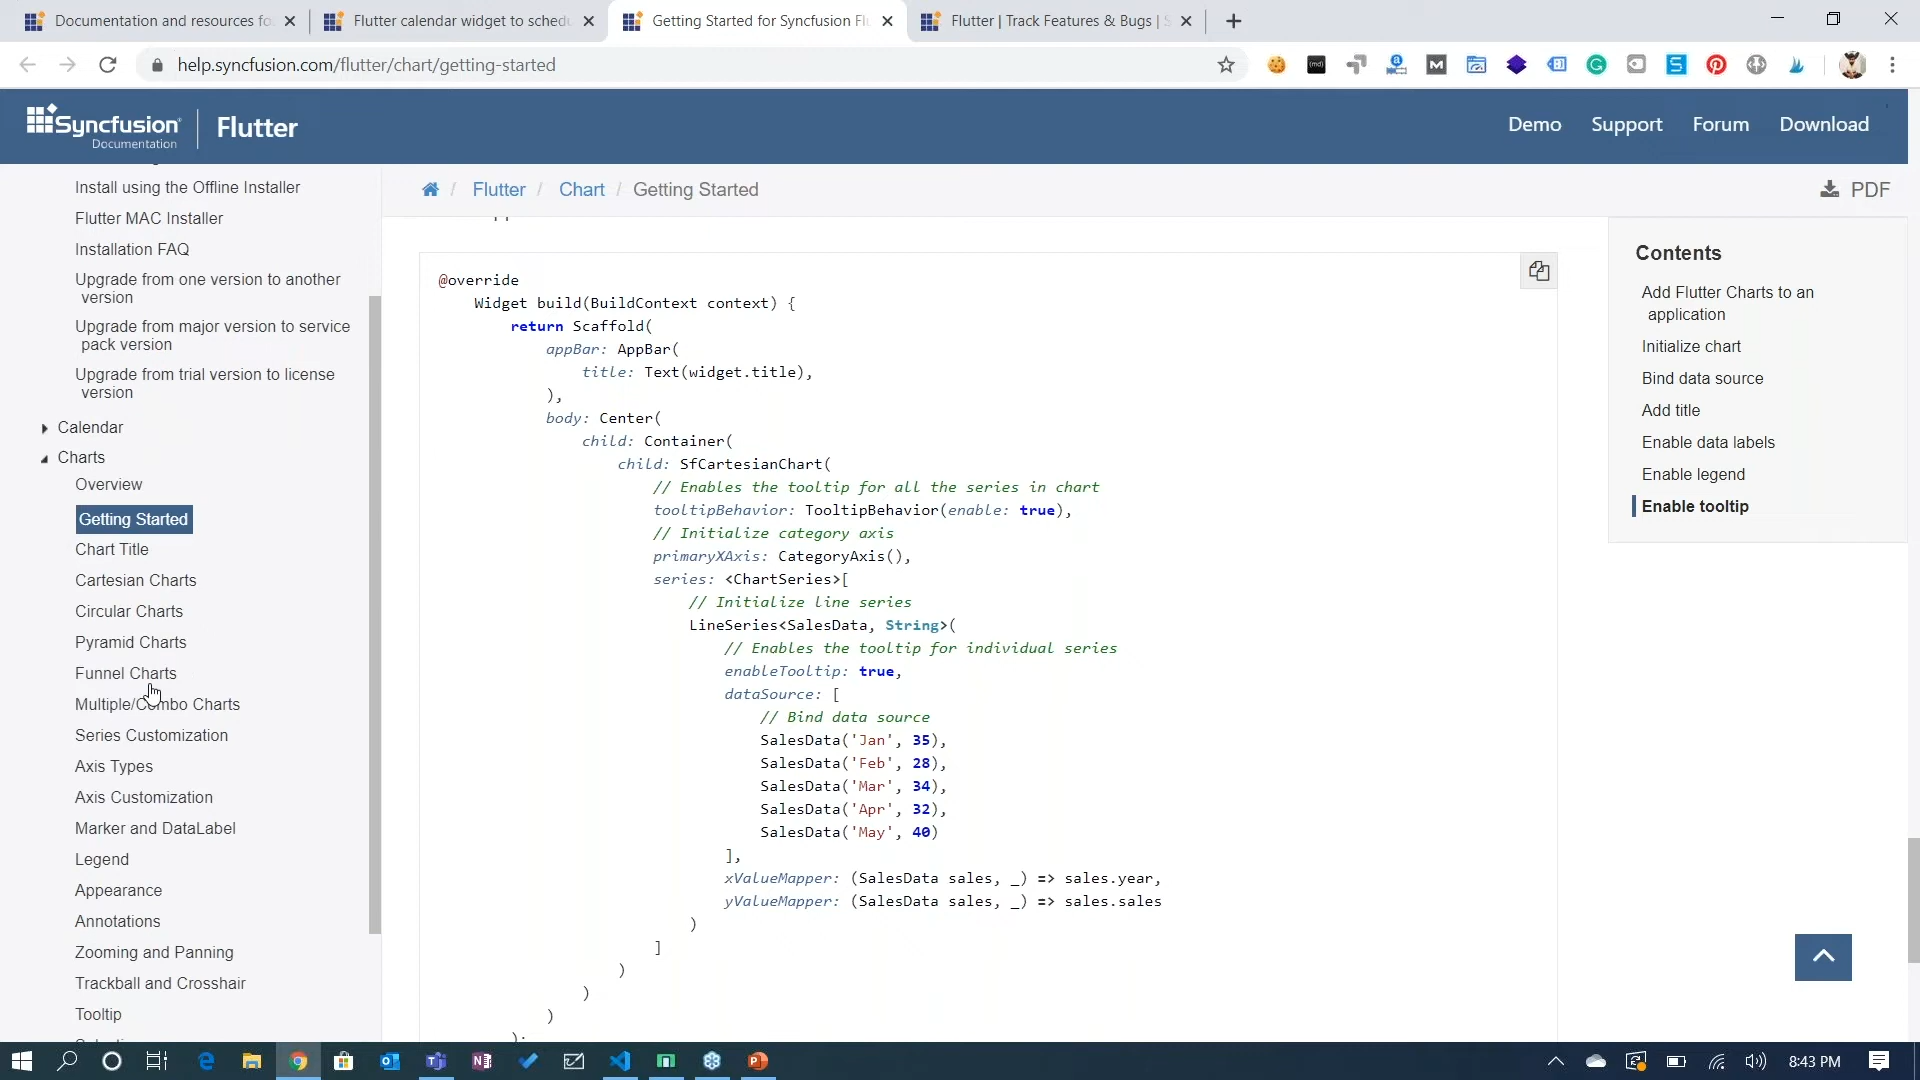 Documentation and resources fo
Flutter calendar widget to schedu
Getting Started for Syncfusion Flu
Flutter | Track Features & Bugs | S
help.syncfusion.com/flutter/chart/getting-started
Syncfusion
Documentation
Flutter
Demo
Support
Forum
Download
Install using the Offline Installer
Flutter MAC Installer
Installation FAQ
Upgrade from one version to another
version
Upgrade from major version to service
pack version
Upgrade from trial version to license
version
Calendar
Charts
Overview
Getting Started
Chart Title
Cartesian Charts
Circular Charts
Pyramid Charts
Funnel Charts
Multiple/Combo Charts
Series Customization
Axis Types
Axis Customization
Marker and DataLabel
Legend
Appearance
Annotations
Zooming and Panning
Trackball and Crosshair
Tooltip
/ Flutter / Chart / Getting Started
PDF
@override
Widget build(BuildContext context) {
return Scaffold(
appBar: AppBar(
title: Text(widget.title),
),
body: Center(
child: Container(
child: SfCartesianChart(
// Enables the tooltip for all the series in chart
tooltipBehavior: TooltipBehavior(enable: true),
// Initialize category axis
primaryXAxis: CategoryAxis(),
series: <ChartSeries>[
// Initialize line series
LineSeries<SalesData, String>(
// Enables the tooltip for individual series
enableTooltip: true,
dataSource: [
// Bind data source
SalesData('Jan', 35),
SalesData('Feb', 28),
SalesData('Mar', 34),
SalesData('Apr', 32),
SalesData('May', 40)
],
xValueMapper: (SalesData sales, _) => sales.year,
yValueMapper: (SalesData sales, _) => sales.sales
)
]
)
)
)
);
Contents
Add Flutter Charts to an
application
Initialize chart
Bind data source
Add title
Enable data labels
Enable legend
Enable tooltip
8:43 PM